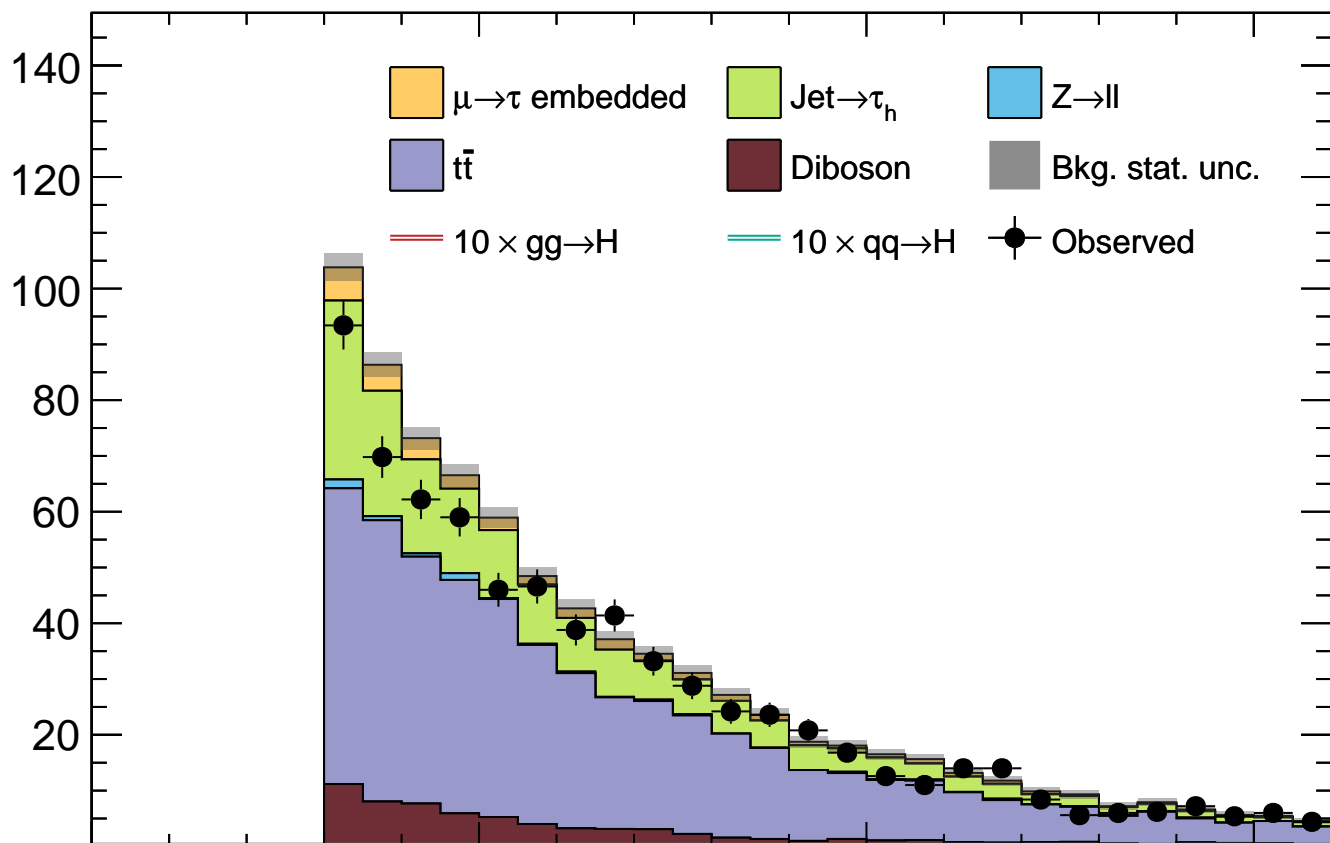 140
μ→τ embedded
Jet→τₕ
Z→ll
120
tt̄
Diboson
Bkg. stat. unc.
10 × gg→H
10 × qq→H
Observed
100
80
60
40
20